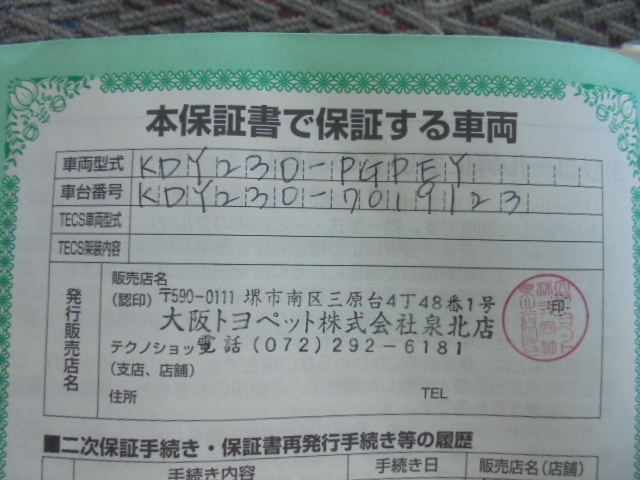 本保証書で保証する車両
車両型式 KDY230-PGPEY
車台番号 KDY230-7019123
TECS車両型式
TECS架装内容
発行販売店名
販売店名
(認印) 〒590-0111 堺市南区三原台4丁48番1号
大阪トヨペット株式会社泉北店
テクノショッ 電話(072)292-6181
(支店、店舗)
住所 TEL
印
■二次保証手続き・保証書再発行手続き等の履歴
手続き内容 手続き日 販売店名(店舗)